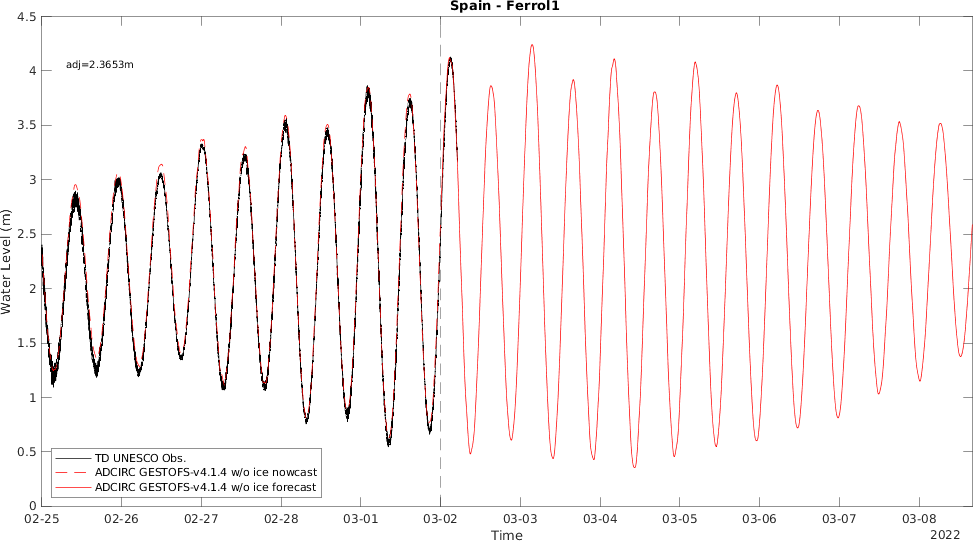 Spain - Ferrol1
4.5
4
3.5
3
2.5
2
1.5
1
0.5
0
Water Level (m)
adj=2.3653m
TD UNESCO Obs.
ADCIRC GESTOFS-v4.1.4 w/o ice nowcast
ADCIRC GESTOFS-v4.1.4 w/o ice forecast
02-25 02-26 02-27 02-28 03-01 03-02 03-03 03-04 03-05 03-06 03-07 03-08
Time
2022